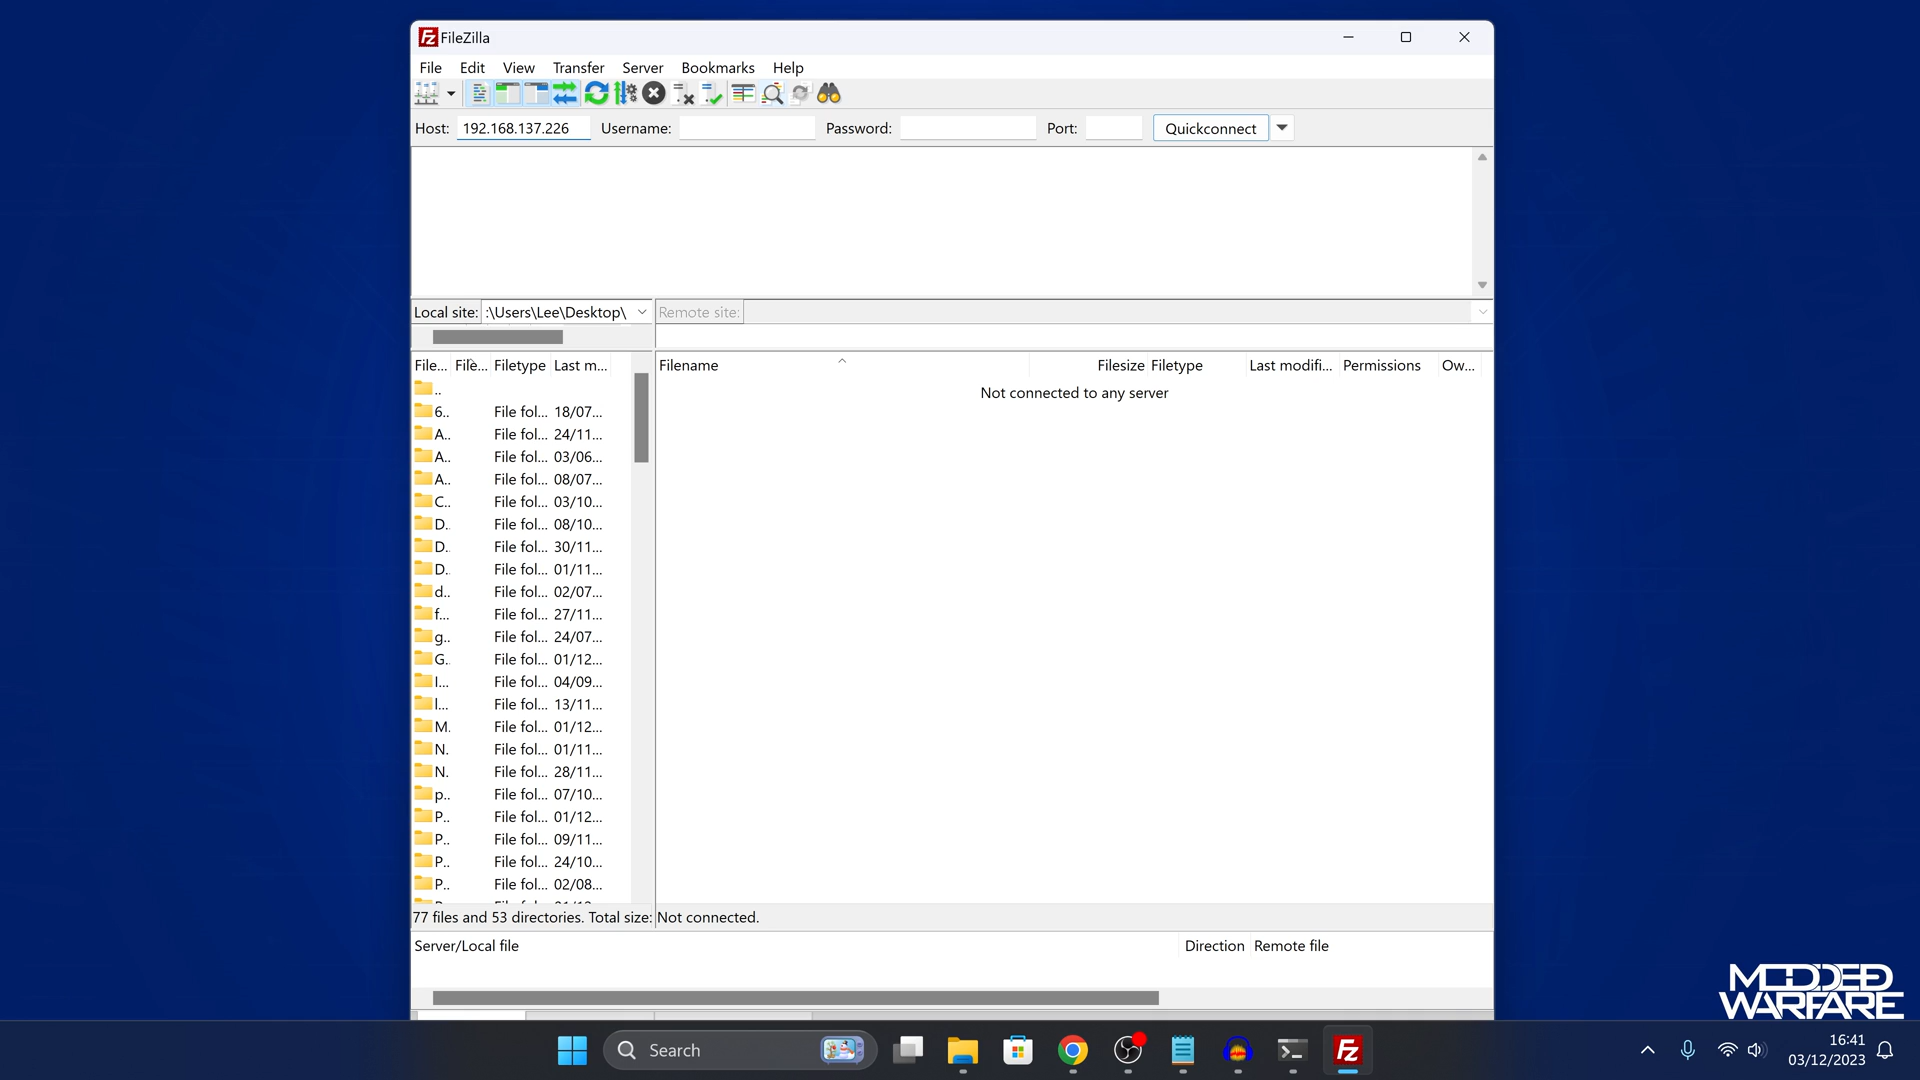 FileZilla
File Edit View Transfer Server Bookmarks Help
Host: 192.168.137.226 Username: Password: Port: Quickconnect
Local site: :\Users\Lee\Desktop\ Remote site:
File... File... Filetype Last m... Filename Filesize Filetype Last modifi... Permissions Ow...
..
Not connected to any server
6.. File fol... 18/07...
A.. File fol... 24/11...
A.. File fol... 03/06...
A.. File fol... 08/07...
C.. File fol... 03/10...
D.. File fol... 08/10...
D.. File fol... 30/11...
D.. File fol... 01/11...
d.. File fol... 02/07...
f... File fol... 27/11...
g.. File fol... 24/07...
G.. File fol... 01/12...
I... File fol... 04/09...
l... File fol... 13/11...
M. File fol... 01/12...
N. File fol... 01/11...
N. File fol... 28/11...
p.. File fol... 07/10...
P.. File fol... 01/12...
P.. File fol... 09/11...
P.. File fol... 24/10...
P.. File fol... 02/08...
77 files and 53 directories. Total size: Not connected.
Server/Local file Direction Remote file
MODDED
WARFARE
Search
16:41
03/12/2023